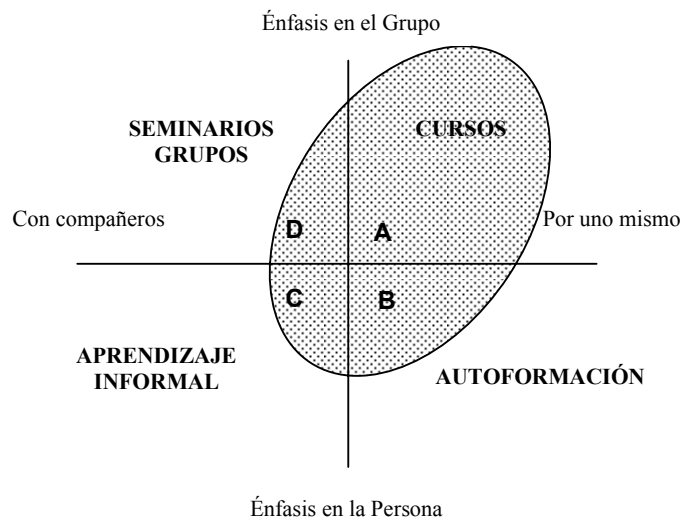 Énfasis en el Grupo
SEMINARIOS
GRUPOS
CURSOS
Con compañeros
D
A
Por uno mismo
C
B
APRENDIZAJE
INFORMAL
AUTOFORMACIÓN
Énfasis en la Persona